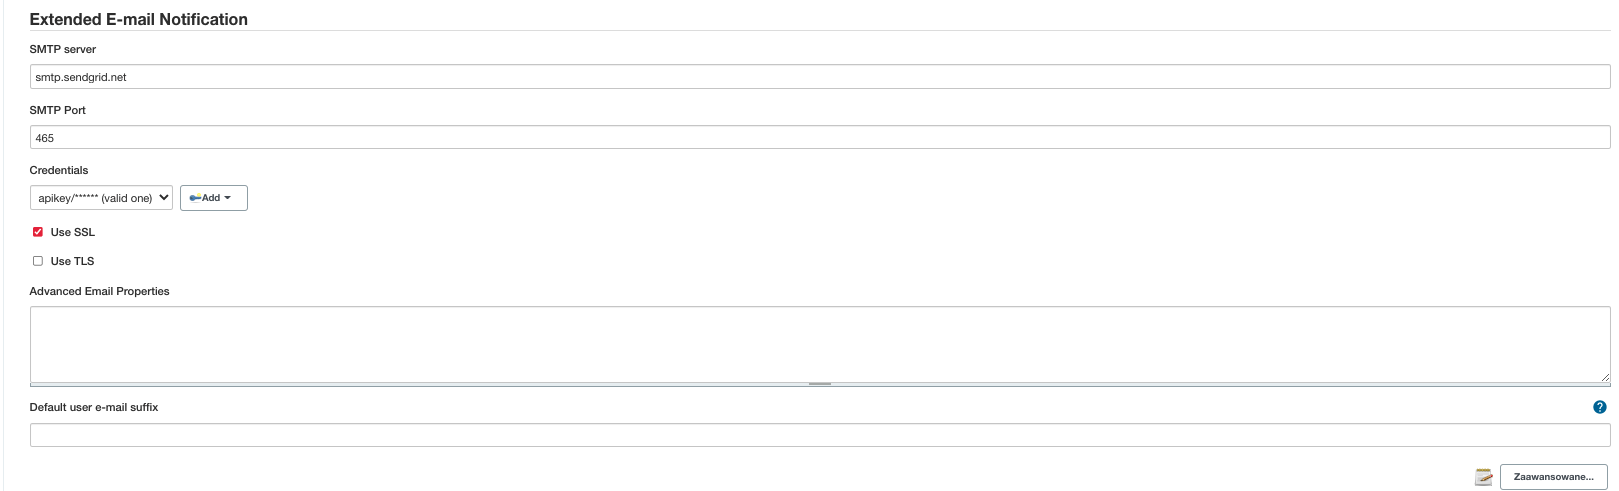 Extended E-mail Notification
SMTP server
smtp.sendgrid.net
SMTP Port
465
Credentials
apikey/****** (valid one)
Add
Use SSL
Use TLS
Advanced Email Properties
Default user e-mail suffix
?
Zaawansowane...